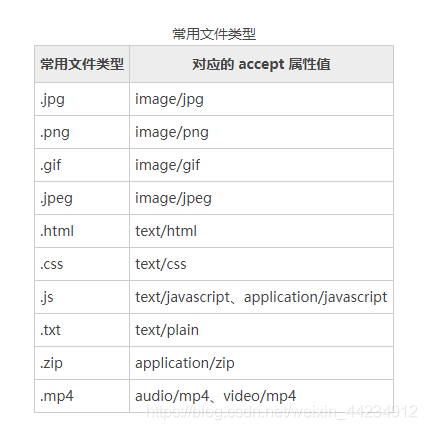 常用文件类型
常用文件类型 对应的 accept 属性值
.jpg image/jpg
.png image/png
.gif image/gif
.jpeg image/jpeg
.html text/html
.css text/css
.js text/javascript、application/javascript
.txt text/plain
.zip application/zip
.mp4 audio/mp4、video/mp4
https://blog.csdn.net/weixin_44234912